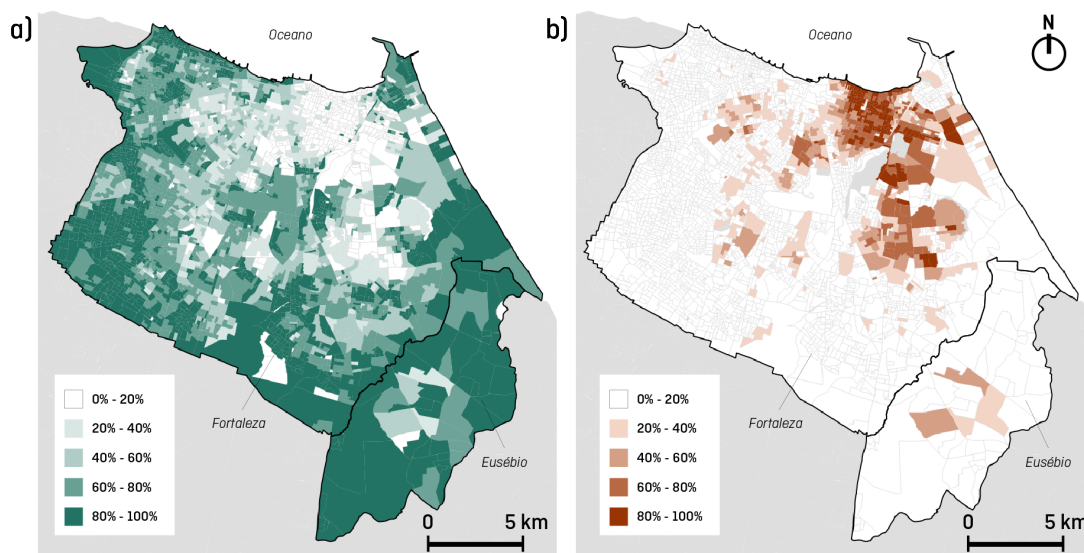 a)
Oceano
Fortaleza
Eusébio
0% - 20%
20% - 40%
40% - 60%
60% - 80%
80% - 100%
0 5 km
b)
Oceano
N
Fortaleza
Eusébio
0% - 20%
20% - 40%
40% - 60%
60% - 80%
80% - 100%
0 5 km